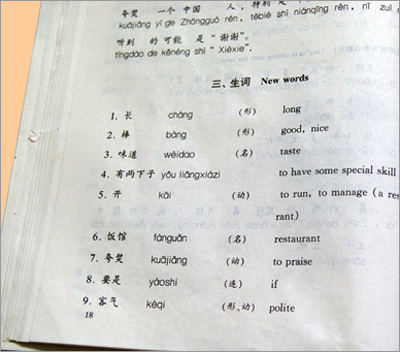 夸奖 一个 中国 人，特别 是
kuājiǎng yí ge Zhōngguó rén, tèbié shì niánqīng rén, nǐ zuì
听到 的 可能 是 “谢谢”。
tīngdào de kěnéng shì “Xièxie”.
三、生词 New words
1. 长 cháng (形) long
2. 棒 bàng (形) good, nice
3. 味道 wèidao (名) taste
4. 有两下子 yǒu liǎngxiàzi to have some special skill
5. 开 kāi (动) to run, to manage (a res
rant)
6. 饭馆 fànguǎn (名) restaurant
7. 夸奖 kuājiǎng (动) to praise
8. 要是 yàoshi (连) if
9. 客气 kèqi (形、动) polite
18